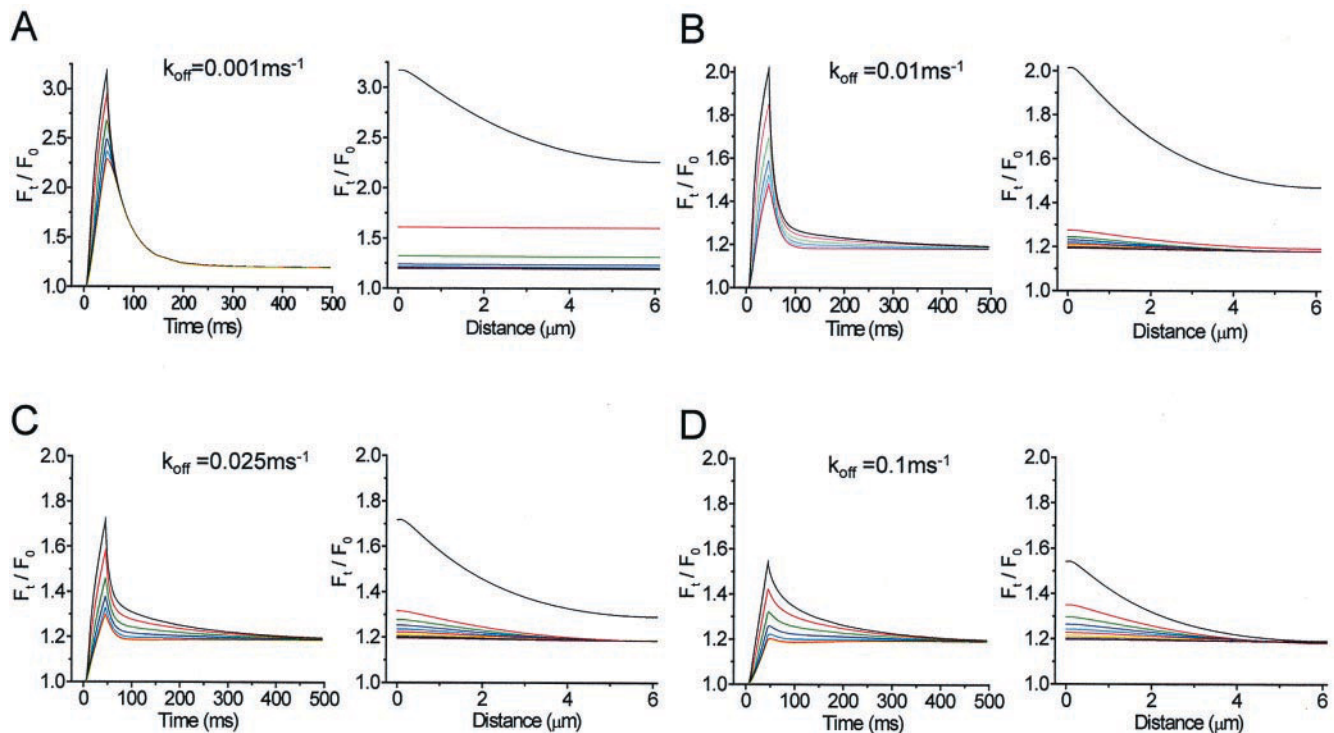 A
k_off=0.001ms⁻¹
F_t / F_0
3.0
2.5
2.0
1.5
1.0
0 100 200 300 400 500
Time (ms)
F_t / F_0
3.0
2.5
2.0
1.5
1.0
0 2 4 6
Distance (μm)
B
k_off=0.01ms⁻¹
F_t / F_0
2.0
1.8
1.6
1.4
1.2
1.0
0 100 200 300 400 500
Time (ms)
F_t / F_0
2.0
1.8
1.6
1.4
1.2
1.0
0 2 4 6
Distance (μm)
C
k_off =0.025ms⁻¹
F_t / F_0
2.0
1.8
1.6
1.4
1.2
1.0
0 100 200 300 400 500
Time (ms)
F_t / F_0
2.0
1.8
1.6
1.4
1.2
1.0
0 2 4 6
Distance (μm)
D
k_off =0.1ms⁻¹
F_t / F_0
2.0
1.8
1.6
1.4
1.2
1.0
0 100 200 300 400 500
Time (ms)
F_t / F_0
2.0
1.8
1.6
1.4
1.2
1.0
0 2 4 6
Distance (μm)